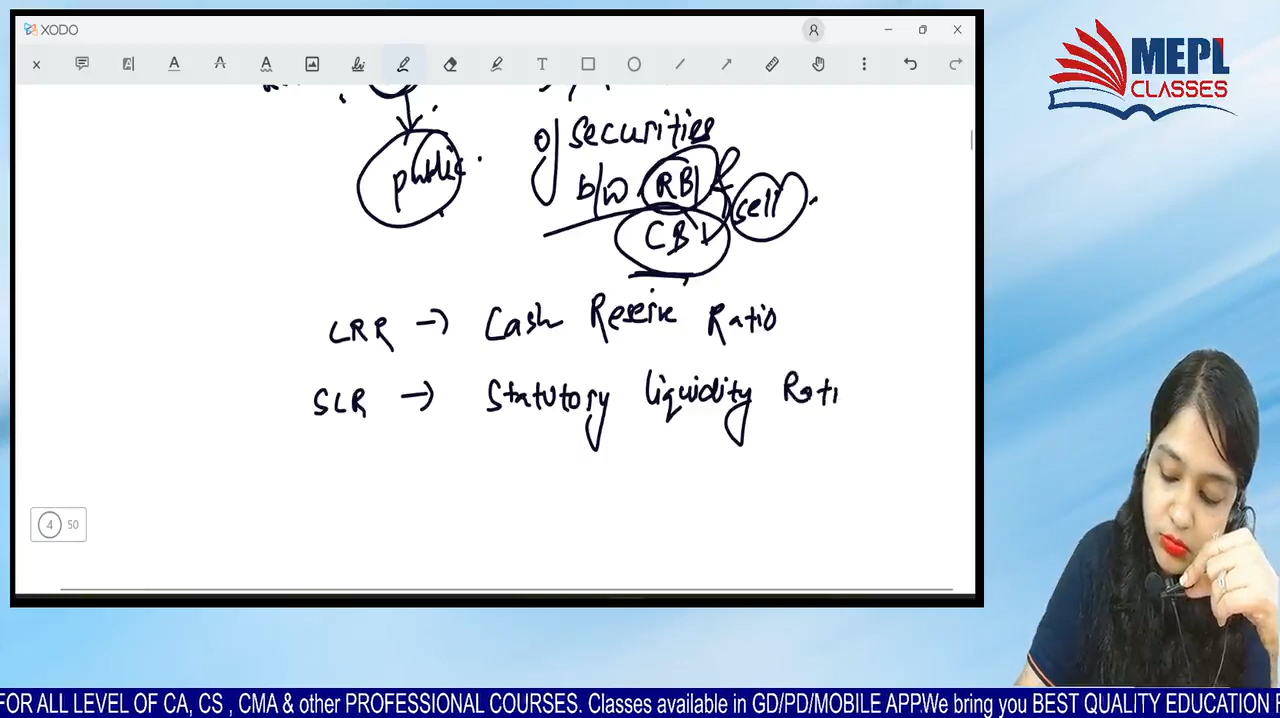 XODO
MEPL
CLASSES
securities
public
b/w RBI & sell
CBI
CRR → Cash Reserve Ratio
SLR → Statutory liquidity Rati
4 50
FOR ALL LEVEL OF CA, CS , CMA & other PROFESSIONAL COURSES. Classes available in GD/PD/MOBILE APP.We bring you BEST QUALITY EDUCATION